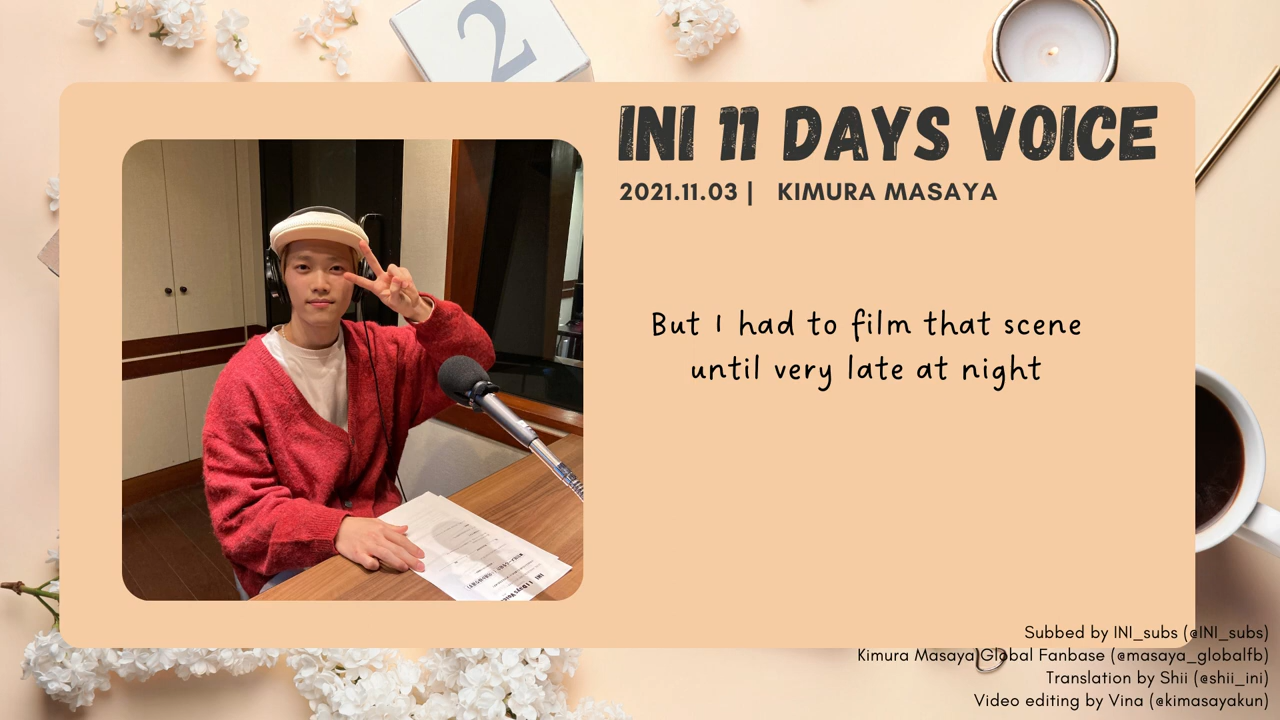 2
INI 11 DAYS VOICE
2021.11.03 | KIMURA MASAYA
But I had to film that scene
until very late at night
INI
Subbed by INI_subs (@INI_subs)
Kimura Masaya Global Fanbase (@masaya_globalfb)
Translation by Shii (@shii_ini)
Video editing by Vina (@kimasayakun)